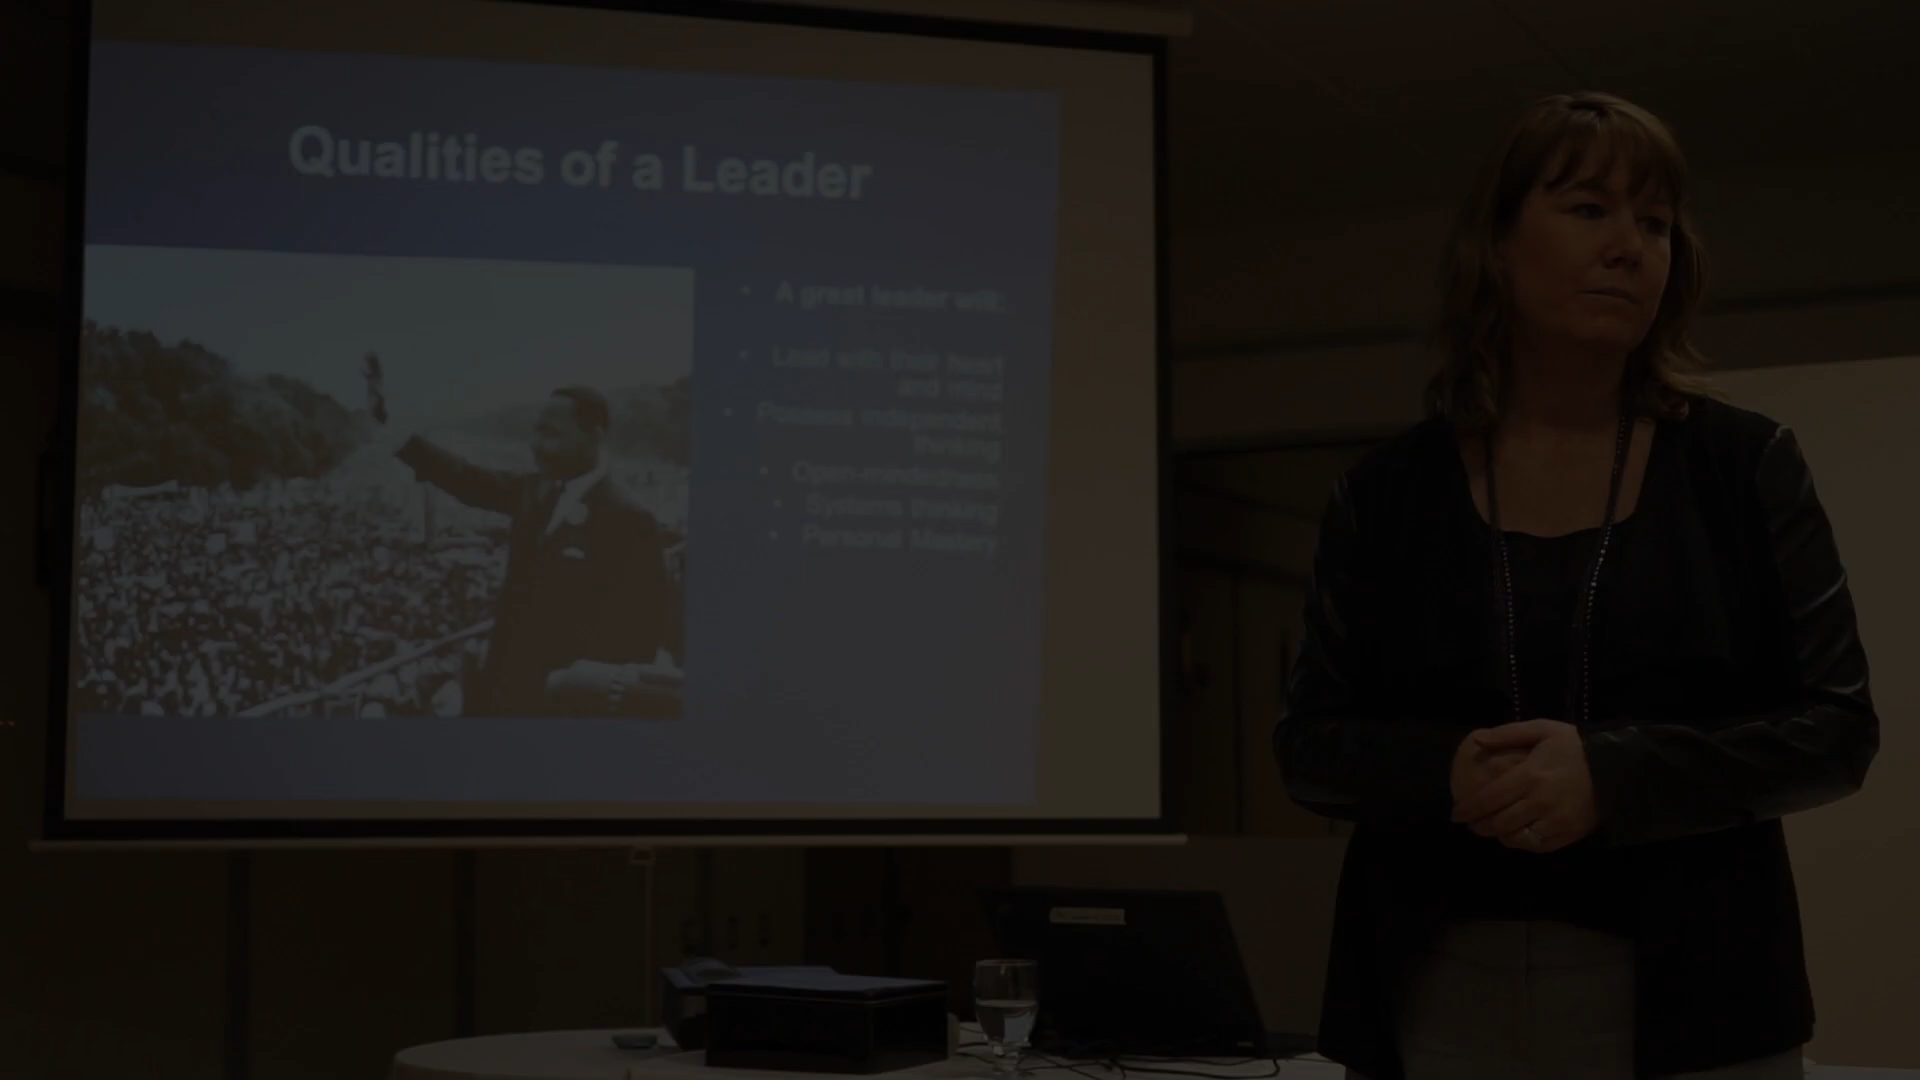 Qualities of a Leader
• A great leader will:
• Lead with their heart
and mind
• Possess independent
thinking
• Open-mindedness
• Systems thinking
• Personal Mastery